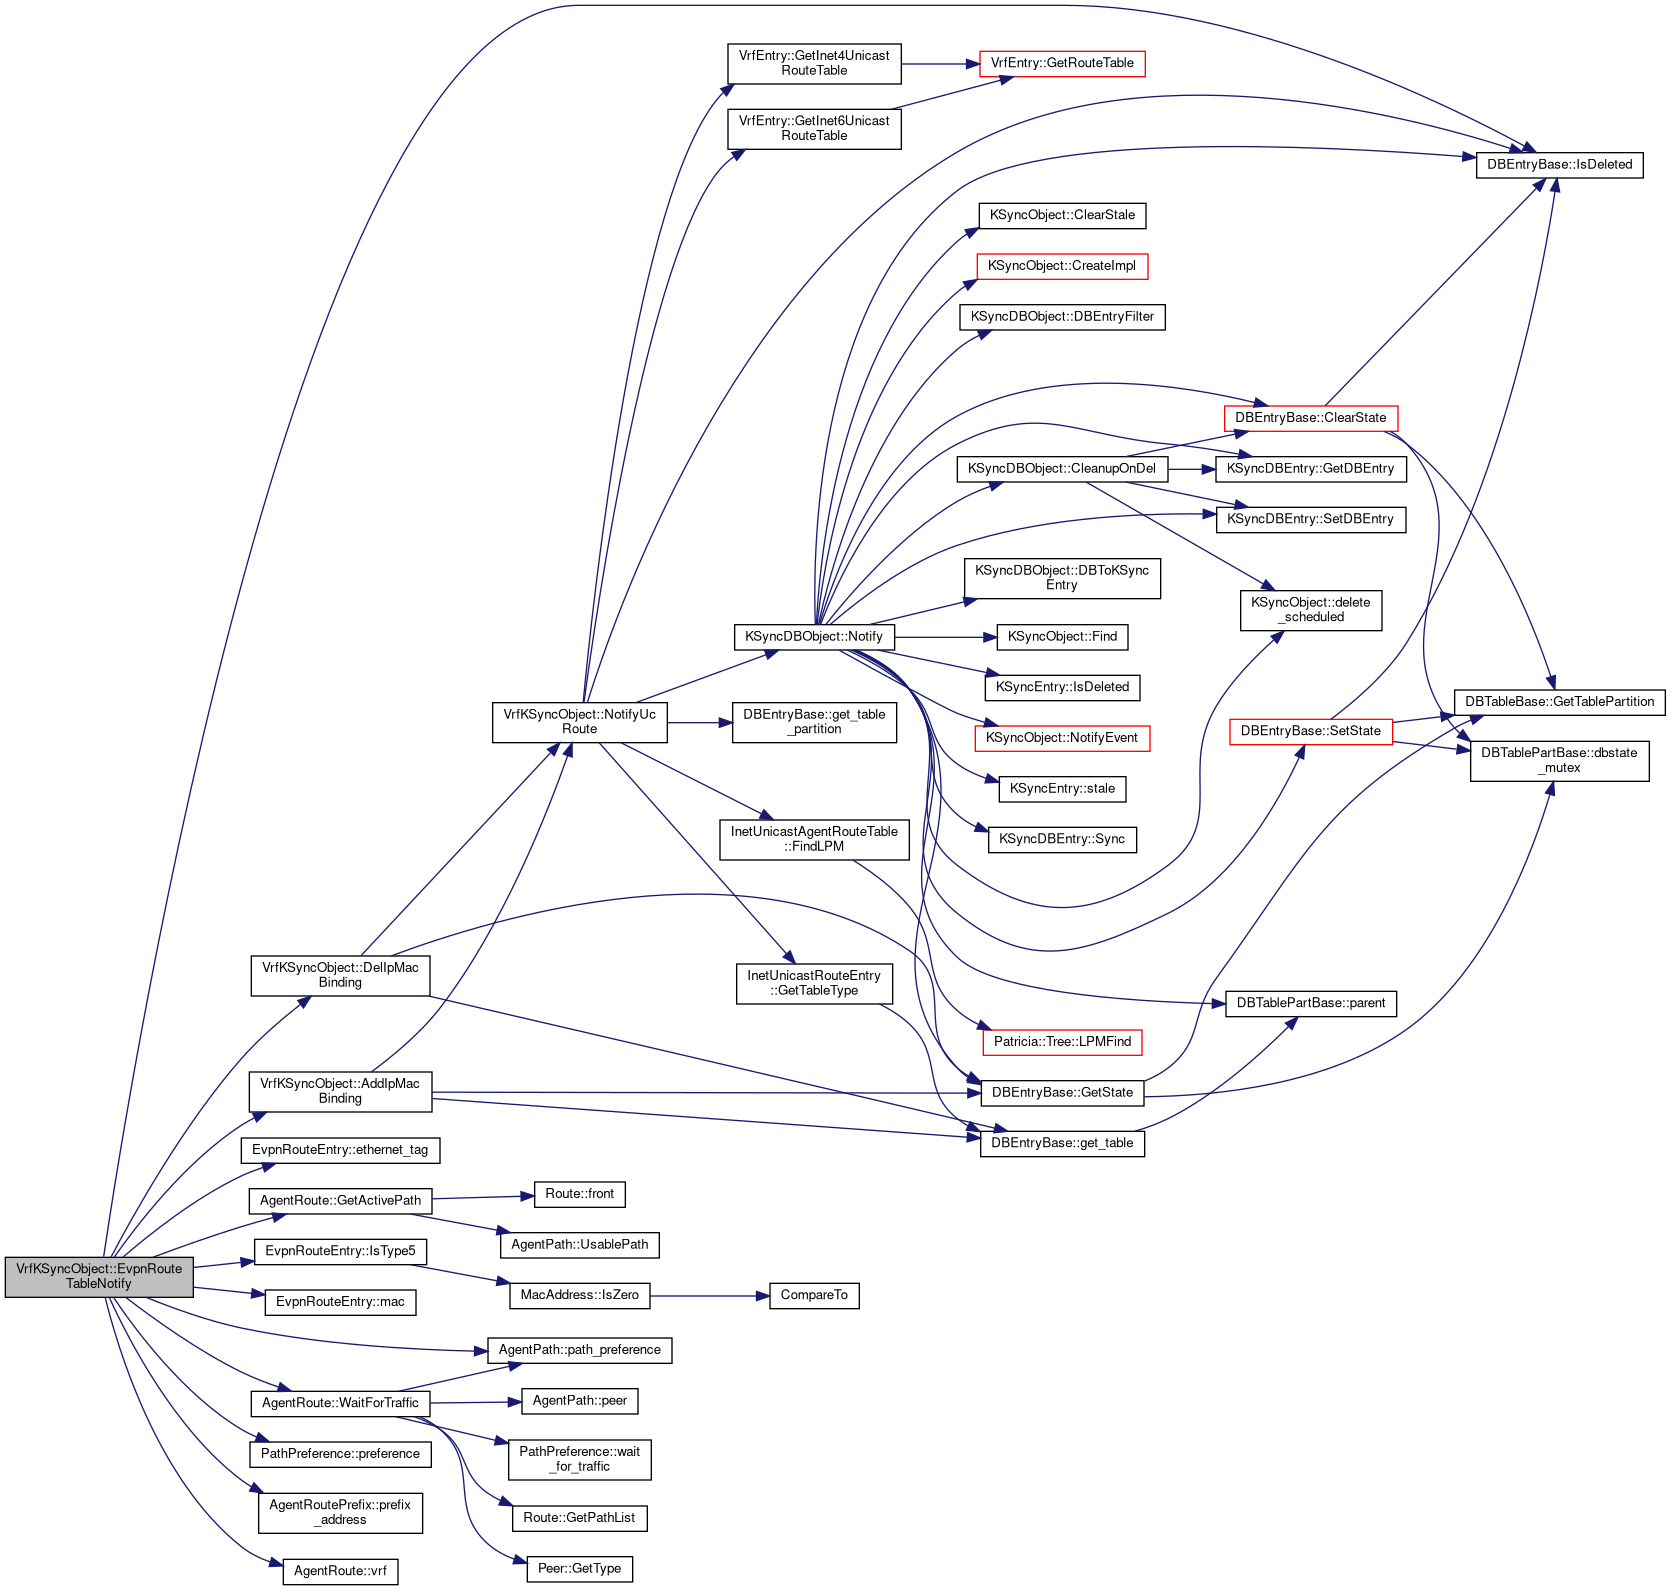 VrfEntry::GetInet4Unicast
RouteTable
VrfEntry::GetRouteTable
VrfEntry::GetInet6Unicast
RouteTable
DBEntryBase::IsDeleted
KSyncObject::ClearStale
KSyncObject::CreateImpl
KSyncDBObject::DBEntryFilter
DBEntryBase::ClearState
KSyncDBObject::CleanupOnDel
KSyncDBEntry::GetDBEntry
KSyncDBEntry::SetDBEntry
KSyncDBObject::DBToKSync
Entry
KSyncObject::delete
_scheduled
KSyncDBObject::Notify
KSyncObject::Find
KSyncEntry::IsDeleted
DBTableBase::GetTablePartition
VrfKSyncObject::NotifyUc
Route
DBEntryBase::get_table
_partition
KSyncObject::NotifyEvent
DBEntryBase::SetState
DBTablePartBase::dbstate
_mutex
KSyncEntry::stale
InetUnicastAgentRouteTable
::FindLPM
KSyncDBEntry::Sync
VrfKSyncObject::DelIpMac
Binding
InetUnicastRouteEntry
::GetTableType
DBTablePartBase::parent
Patricia::Tree::LPMFind
VrfKSyncObject::AddIpMac
Binding
DBEntryBase::GetState
DBEntryBase::get_table
EvpnRouteEntry::ethernet_tag
AgentRoute::GetActivePath
Route::front
AgentPath::UsablePath
EvpnRouteEntry::IsType5
VrfKSyncObject::EvpnRoute
TableNotify
EvpnRouteEntry::mac
MacAddress::IsZero
CompareTo
AgentPath::path_preference
AgentRoute::WaitForTraffic
AgentPath::peer
PathPreference::preference
PathPreference::wait
_for_traffic
AgentRoutePrefix::prefix
_address
Route::GetPathList
AgentRoute::vrf
Peer::GetType